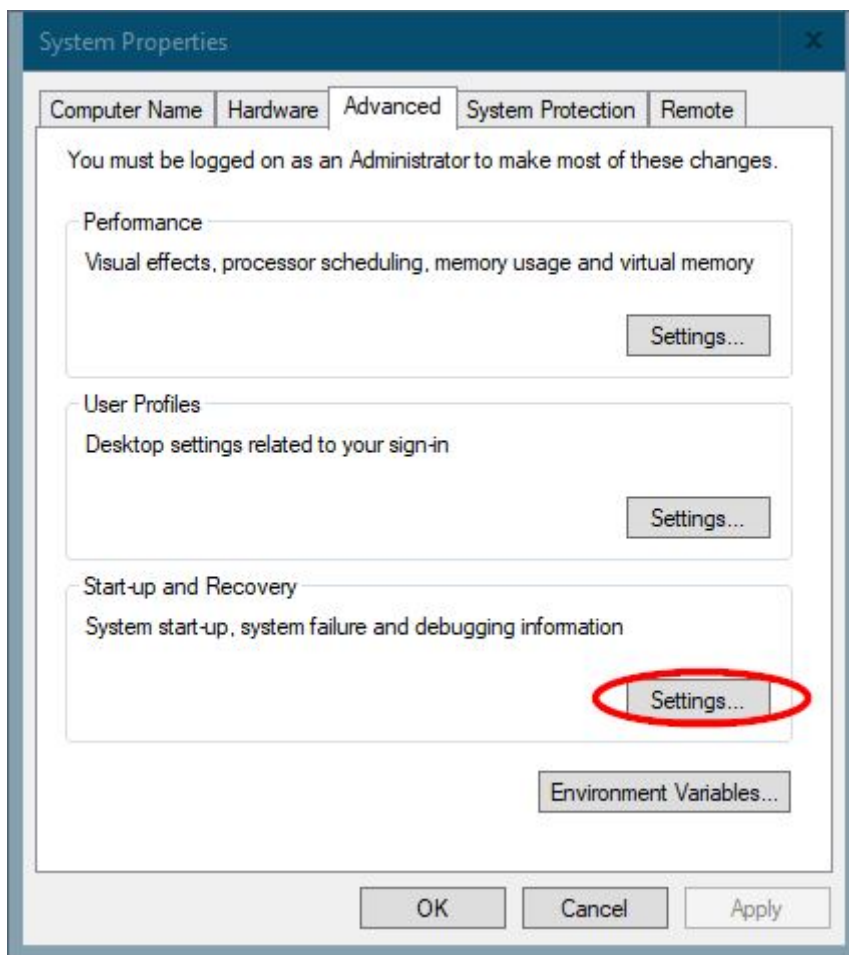 System Properties
Computer Name Hardware Advanced System Protection Remote
You must be logged on as an Administrator to make most of these changes.
Performance
Visual effects, processor scheduling, memory usage and virtual memory
Settings...
User Profiles
Desktop settings related to your sign-in
Settings...
Start-up and Recovery
System start-up, system failure and debugging information
Settings...
Environment Variables...
OK Cancel Apply